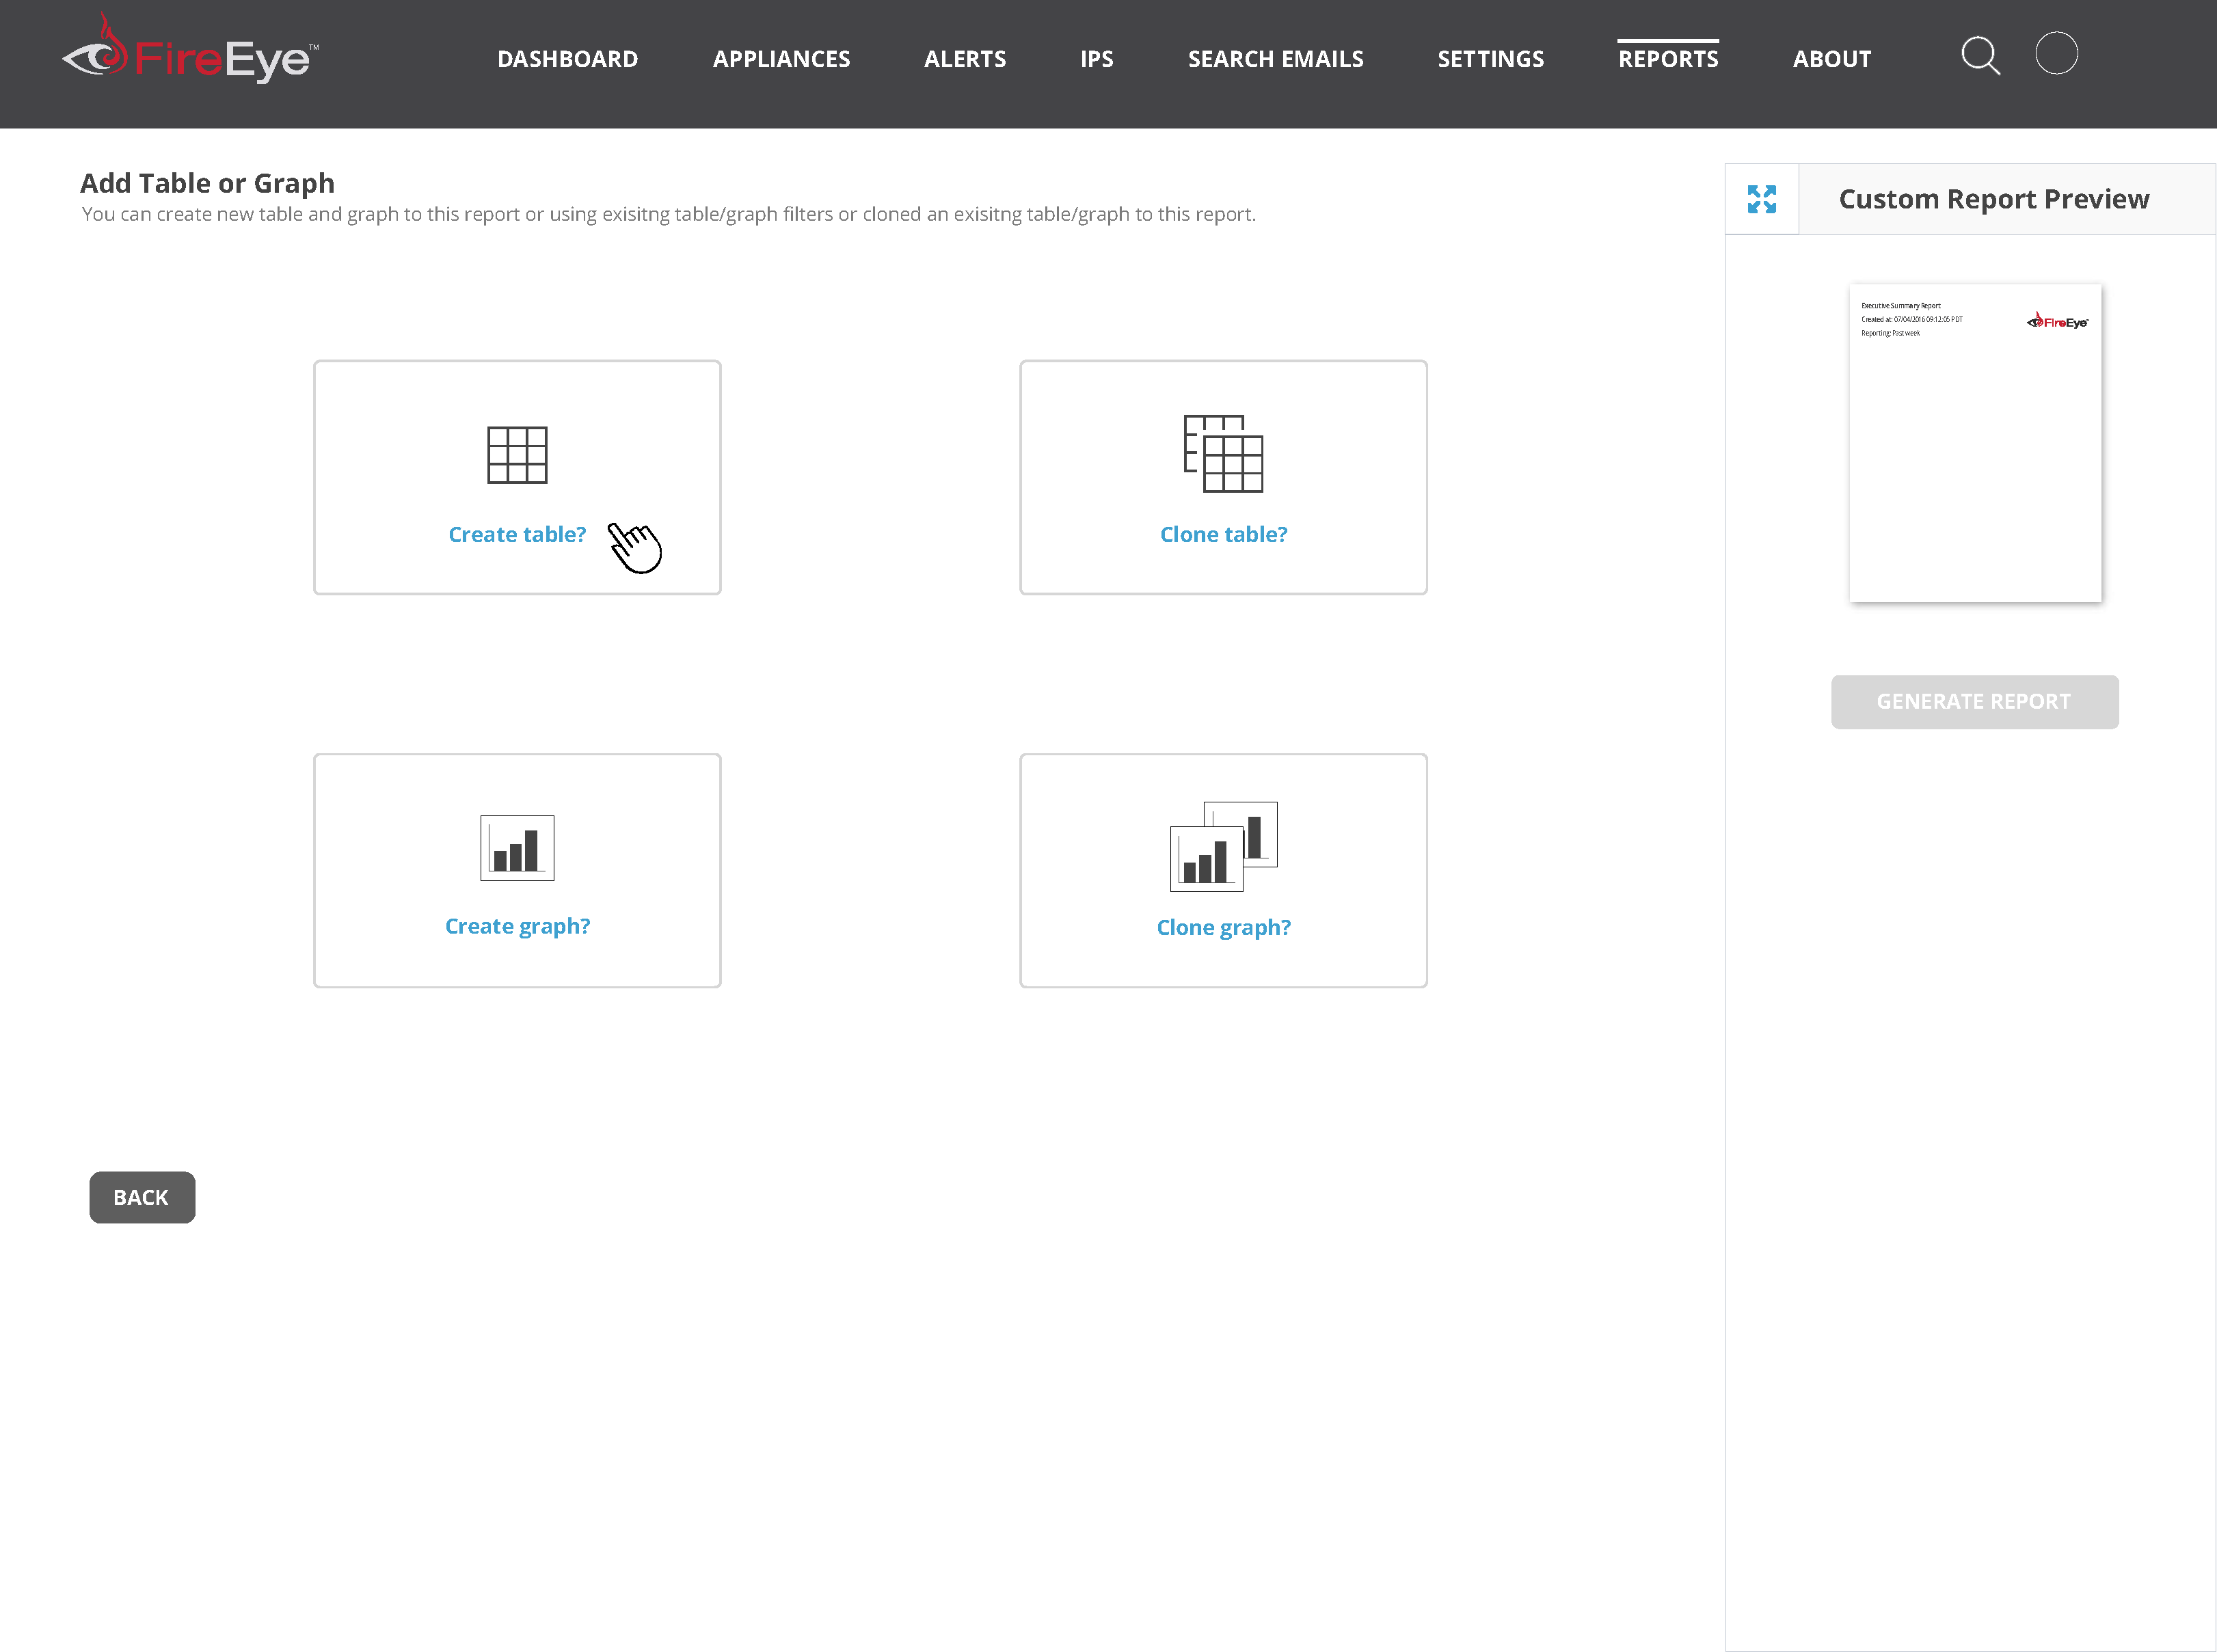 FireEye™
DASHBOARD
APPLIANCES
ALERTS
IPS
SEARCH EMAILS
SETTINGS
REPORTS
ABOUT
Add Table or Graph
You can create new table and graph to this report or using exisitng table/graph filters or cloned an exisitng table/graph to this report.
Create table?
Clone table?
Create graph?
Clone graph?
BACK
Custom Report Preview
Executive Summary Report
Created at: 07/04/2016 09:12:05 PDT
Reporting: Past week
FireEye™
GENERATE REPORT